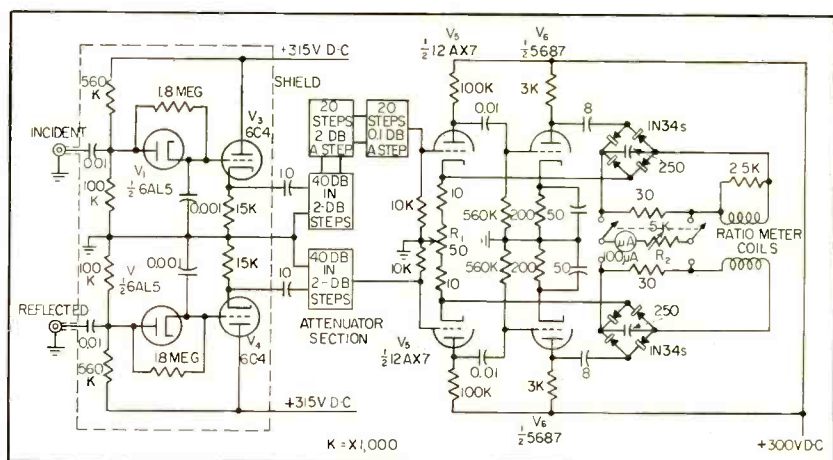 +315V D-C
SHIELD
560
K
1.8 MEG
V3
6C4
INCIDENT
0.01
V1
½ 6AL5
0.001
100
K
15K
10
20
STEPS
2 DB
A STEP
20
STEPS
0.1 DB
A STEP
40 DB
IN
2-DB
STEPS
100
K
V
½ 6AL5
0.001
15K
10
40 DB
IN
2-DB
STEPS
ATTENUATOR
SECTION
REFLECTED
0.01
560
K
1.8 MEG
V4
6C4
+315V D-C
K = X1,000
V5
½ 12AX7
V6
½ 5687
100K
0.01
3K
8
1N34s
250
2.5K
10K
10
R1
50
10K
10
560K
560K
200
200
50
50
30
5K
µA
100µA
R2
30
RATIO METER
COILS
V5
½ 12AX7
0.01
100K
8
3K
V6
½ 5687
250
1N34s
+300V D-C